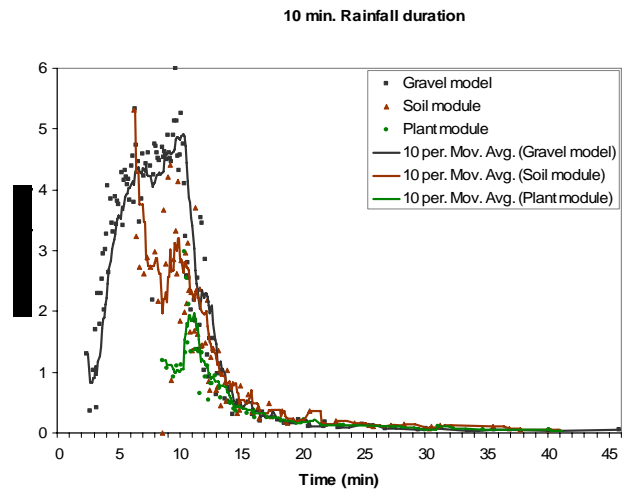 10 min. Rainfall duration
6
5
4
3
2
1
0
Gravel model
Soil module
Plant module
10 per. Mov. Avg. (Gravel model)
10 per. Mov. Avg. (Soil module)
10 per. Mov. Avg. (Plant module)
0 5 10 15 20 25 30 35 40 45
Time (min)